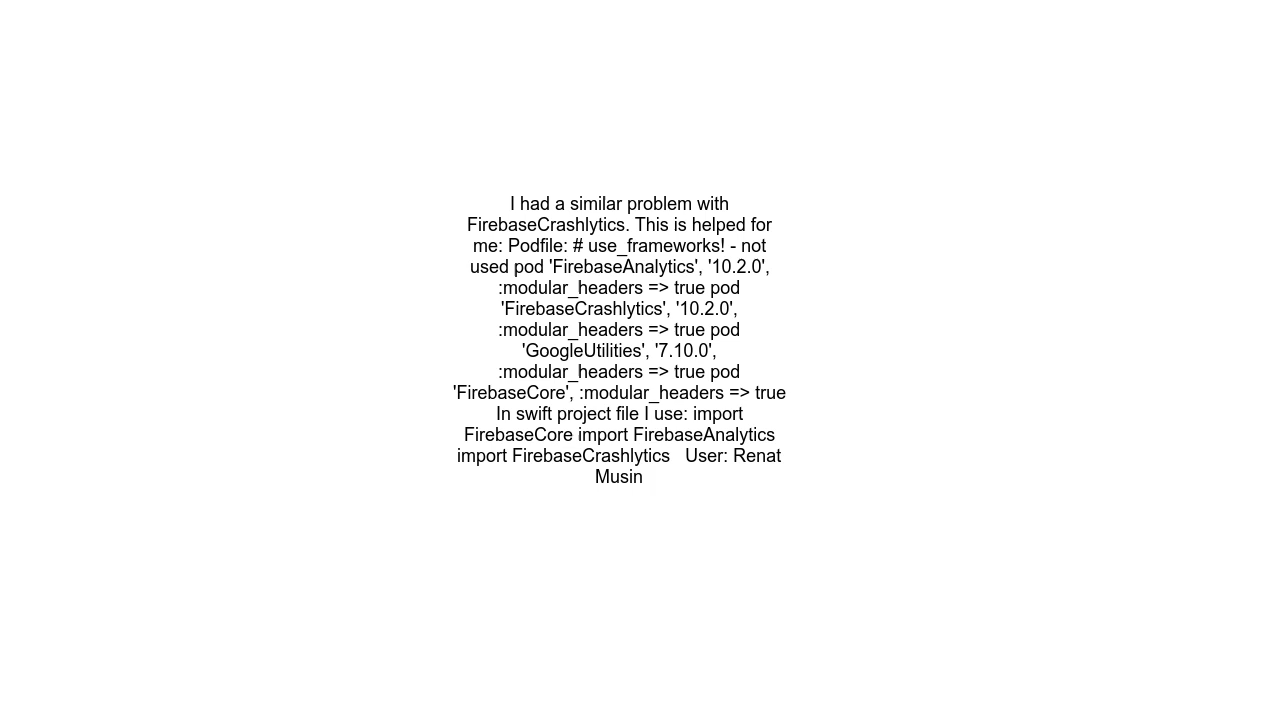 I had a similar problem with
FirebaseCrashlytics. This is helped for
me: Podfile: # use_frameworks! - not
used pod 'FirebaseAnalytics', '10.2.0',
:modular_headers => true pod
'FirebaseCrashlytics', '10.2.0',
:modular_headers => true pod
'GoogleUtilities', '7.10.0',
:modular_headers => true pod
'FirebaseCore', :modular_headers => true
In swift project file I use: import
FirebaseCore import FirebaseAnalytics
import FirebaseCrashlytics   User: Renat
Musin